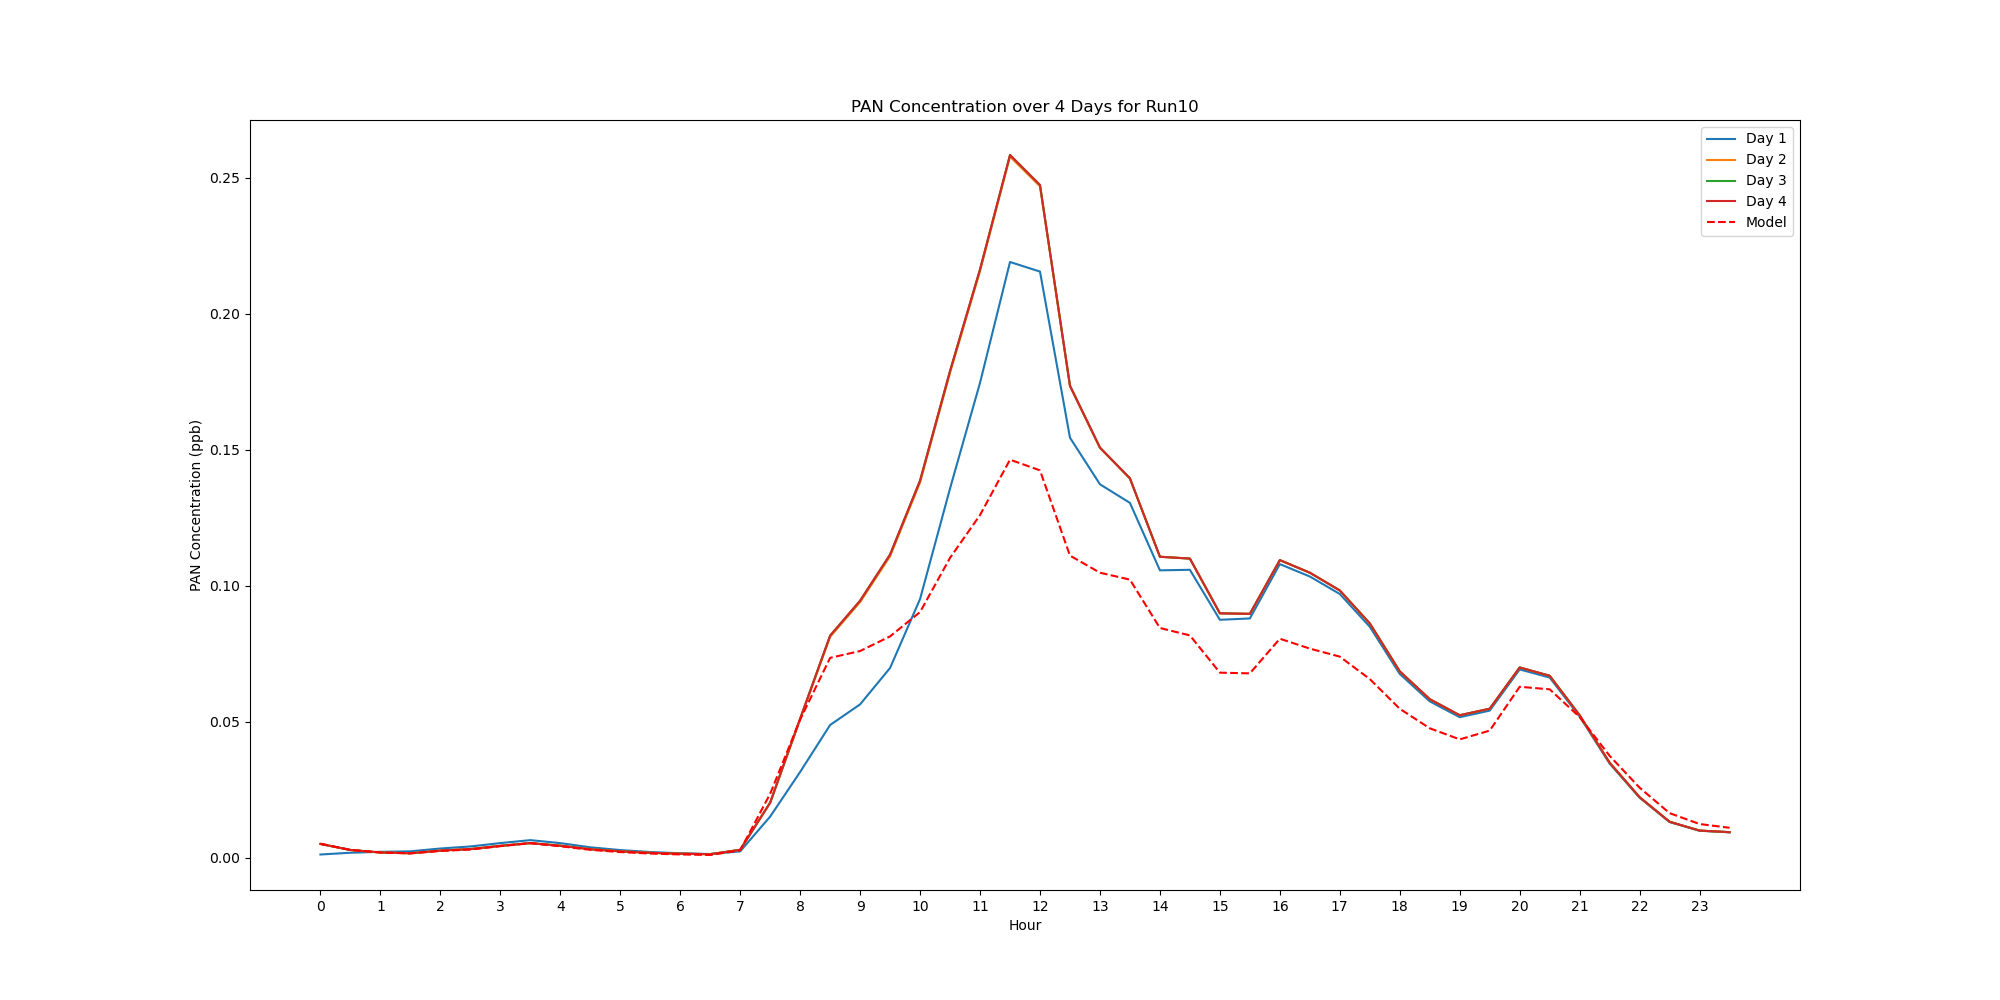 PAN Concentration over 4 Days for Run10
Day 1
Day 2
Day 3
Day 4
Model
0.25
0.20
0.15
0.10
0.05
0.00
PAN Concentration (ppb)
0 1 2 3 4 5 6 7 8 9 10 11 12 13 14 15 16 17 18 19 20 21 22 23
Hour